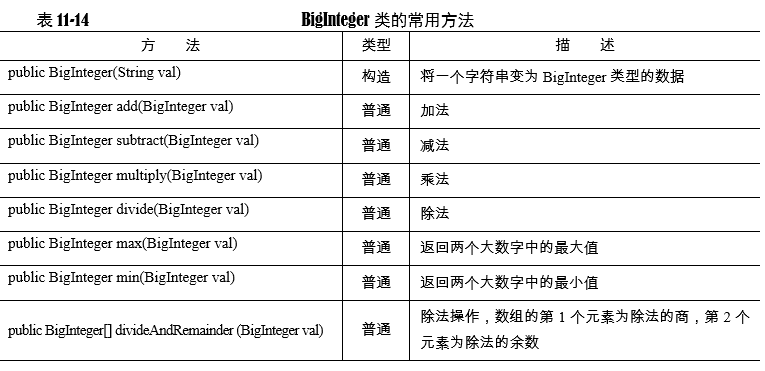 表 11-14 BigInteger 类的常用方法
方 法 类型 描 述
public BigInteger(String val) 构造 将一个字符串变为 BigInteger 类型的数据
public BigInteger add(BigInteger val) 普通 加法
public BigInteger subtract(BigInteger val) 普通 减法
public BigInteger multiply(BigInteger val) 普通 乘法
public BigInteger divide(BigInteger val) 普通 除法
public BigInteger max(BigInteger val) 普通 返回两个大数字中的最大值
public BigInteger min(BigInteger val) 普通 返回两个大数字中的最小值
public BigInteger[] divideAndRemainder (BigInteger val) 普通 除法操作，数组的第 1 个元素为除法的商，第 2 个
元素为除法的余数